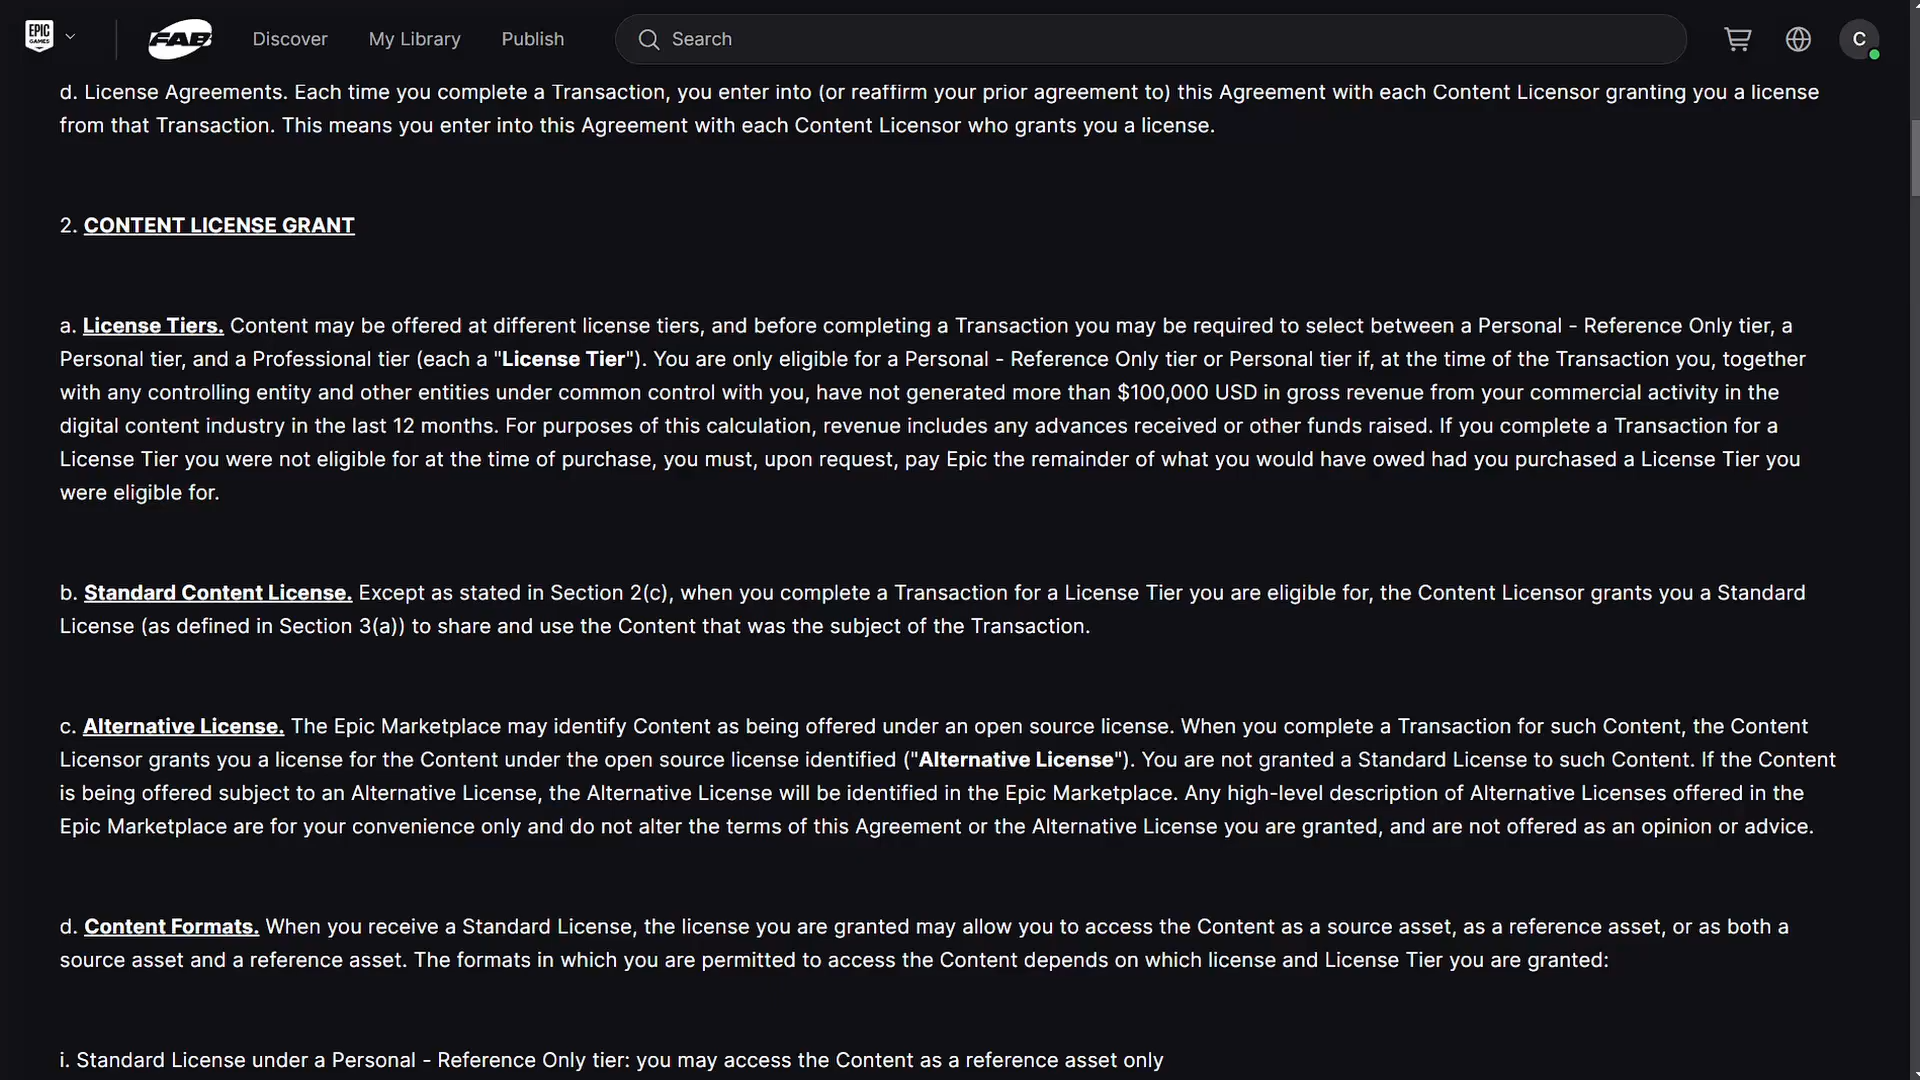 EPIC
GAMES
FAB
Discover
My Library
Publish
Search
C
d. License Agreements. Each time you complete a Transaction, you enter into (or reaffirm your prior agreement to) this Agreement with each Content Licensor granting you a license
from that Transaction. This means you enter into this Agreement with each Content Licensor who grants you a license.
2. CONTENT LICENSE GRANT
a. License Tiers. Content may be offered at different license tiers, and before completing a Transaction you may be required to select between a Personal - Reference Only tier, a
Personal tier, and a Professional tier (each a "License Tier"). You are only eligible for a Personal - Reference Only tier or Personal tier if, at the time of the Transaction you, together
with any controlling entity and other entities under common control with you, have not generated more than $100,000 USD in gross revenue from your commercial activity in the
digital content industry in the last 12 months. For purposes of this calculation, revenue includes any advances received or other funds raised. If you complete a Transaction for a
License Tier you were not eligible for at the time of purchase, you must, upon request, pay Epic the remainder of what you would have owed had you purchased a License Tier you
were eligible for.
b. Standard Content License. Except as stated in Section 2(c), when you complete a Transaction for a License Tier you are eligible for, the Content Licensor grants you a Standard
License (as defined in Section 3(a)) to share and use the Content that was the subject of the Transaction.
c. Alternative License. The Epic Marketplace may identify Content as being offered under an open source license. When you complete a Transaction for such Content, the Content
Licensor grants you a license for the Content under the open source license identified ("Alternative License"). You are not granted a Standard License to such Content. If the Content
is being offered subject to an Alternative License, the Alternative License will be identified in the Epic Marketplace. Any high-level description of Alternative Licenses offered in the
Epic Marketplace are for your convenience only and do not alter the terms of this Agreement or the Alternative License you are granted, and are not offered as an opinion or advice.
d. Content Formats. When you receive a Standard License, the license you are granted may allow you to access the Content as a source asset, as a reference asset, or as both a
source asset and a reference asset. The formats in which you are permitted to access the Content depends on which license and License Tier you are granted:
i. Standard License under a Personal - Reference Only tier: you may access the Content as a reference asset only